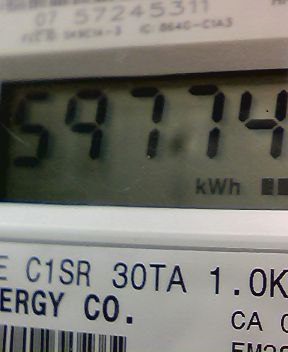 07 57245311
59774
kWh
E C1SR 30TA 1.0K
ERGY CO.
CA